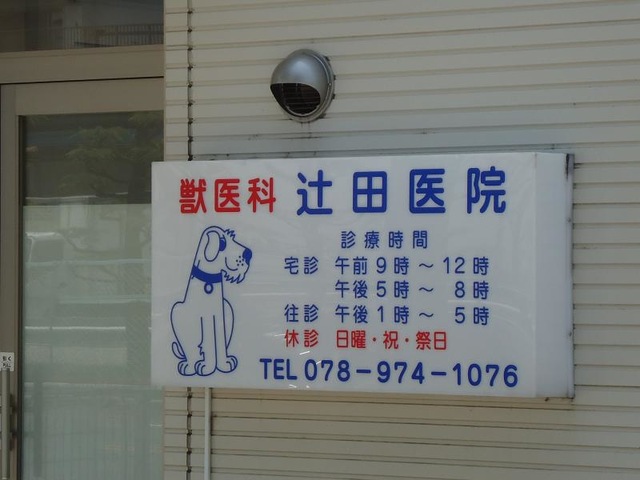 獣医科 辻田医院
診療時間
宅診 午前9時～12時
午後5時～ 8時
往診 午後1時～ 5時
休診 日曜・祝・祭日
TEL 078-974-1076